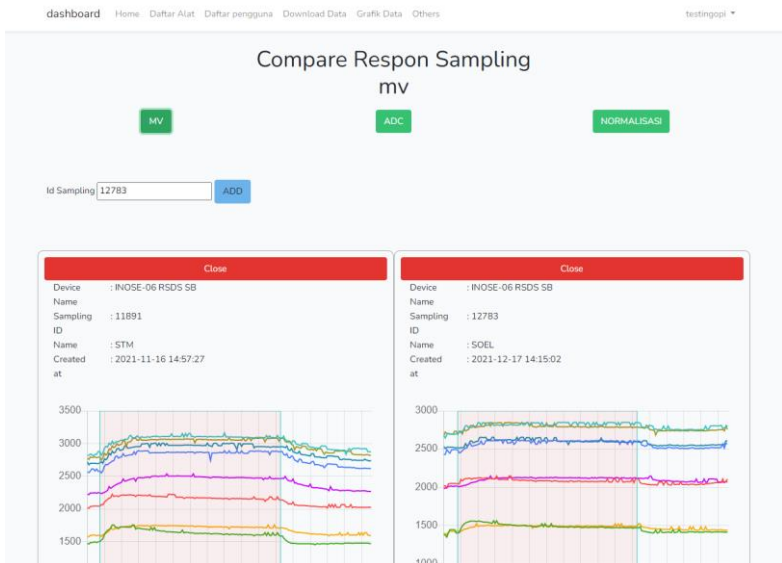 dashboard Home Daftar Alat Daftar pengguna Download Data Grafik Data Others testingopi
Compare Respon Sampling
mv
MV ADC NORMALISASI
Id Sampling 12783 ADD
Close
Device Name : INOSE-06 RSDS SB
Sampling ID : 11891
Name : STM
Created at : 2021-11-16 14:57:27
3500
3000
2500
2000
1500
Close
Device Name : INOSE-06 RSDS SB
Sampling ID : 12783
Name : SOEL
Created at : 2021-12-17 14:15:02
3000
2500
2000
1500
1000